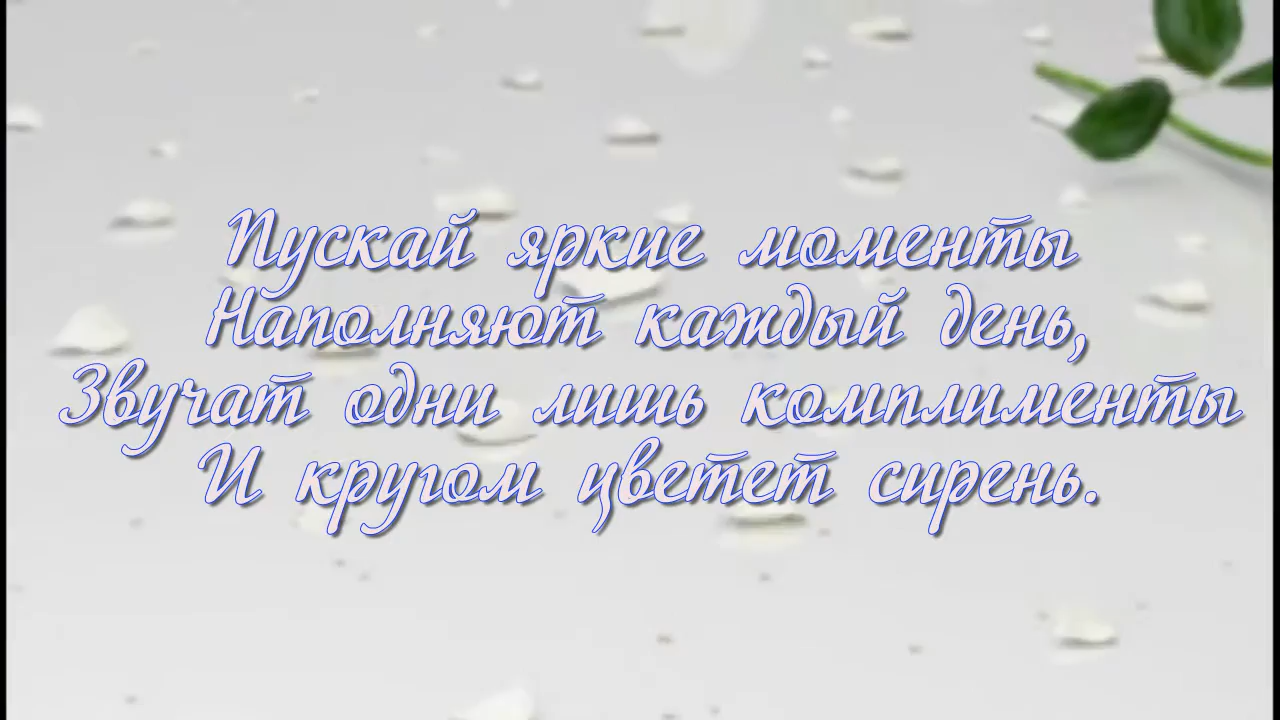 Пускай яркие моменты
Наполняют каждый день,
Звучат одни лишь комплименты
И кругом цветет сирень.